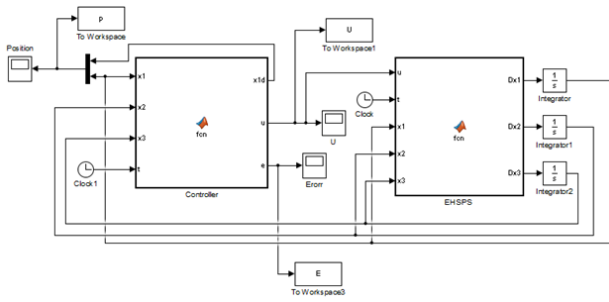 P
To Workspace
Position
x1
x2
x3
t
fcn
x1d
u
e
Controller
Clock1
U
To Workspace1
U
Erorr
E
To Workspace3
Clock
u
t
x1
x2
x3
fcn
Dx1
Dx2
Dx3
EHSPS
1
s
Integrator
1
s
Integrator1
1
s
Integrator2